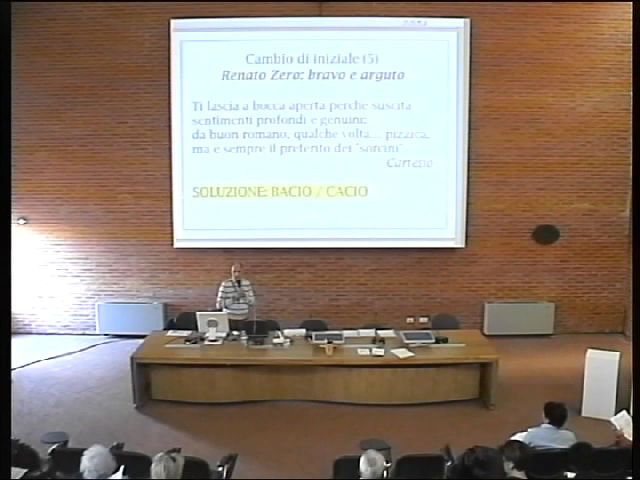 Cambio di iniziale (5)
Renato Zero: bravo e arguto
Ti lascia a bocca aperta perché suscita
sentimenti profondi e genuini:
da buon romano, qualche volta... pizzica,
ma è sempre il preferito dei "sorcini".
SOLUZIONE: BACIO / CACIO